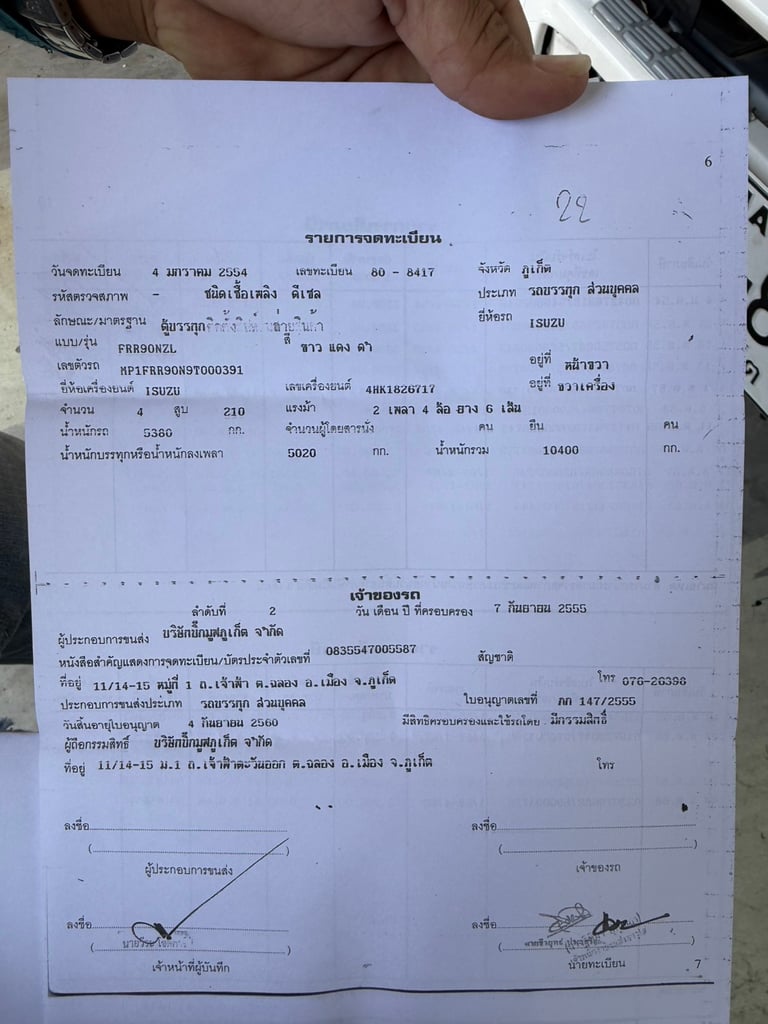 6
22
รายการจดทะเบียน
วันจดทะเบียน 4 มกราคม 2554 เลขทะเบียน 80 - 8417 จังหวัด ภูเก็ต
รหัสตรวจสภาพ - ชนิดเชื้อเพลิง ดีเซล ประเภท รถบรรทุก ส่วนบุคคล
ลักษณะ/มาตรฐาน ตู้บรรทุก ยี่ห้อรถ ISUZU
แบบ/รุ่น FRR90NZL สี ขาว แดง ดำ
เลขตัวรถ MP1FRR90N9T000391 อยู่ที่ หน้าขวา
ยี่ห้อเครื่องยนต์ ISUZU เลขเครื่องยนต์ 4HK1826717 อยู่ที่ ขวาเครื่อง
จำนวน 4 สูบ 210 แรงม้า 2 เพลา 4 ล้อ ยาง 6 เส้น
น้ำหนักรถ 5380 กก. จำนวนผู้โดยสารนั่ง คน ยืน คน
น้ำหนักบรรทุกหรือน้ำหนักลงเพลา 5020 กก. น้ำหนักรวม 10400 กก.
เจ้าของรถ
ลำดับที่ 2 วัน เดือน ปี ที่ครอบครอง 7 กันยายน 2555
ผู้ประกอบการขนส่ง บริษัทบิ๊กมูฟภูเก็ต จำกัด
หนังสือสำคัญแสดงการจดทะเบียน/บัตรประจำตัวเลขที่ 0835547005587 สัญชาติ
ที่อยู่ 11/14-15 หมู่ที่ 1 ถ.เจ้าฟ้า ต.ฉลอง อ.เมือง จ.ภูเก็ต โทร 076-26396
ประกอบการขนส่งประเภท รถบรรทุก ส่วนบุคคล ใบอนุญาตเลขที่ ภก 147/2555
วันสิ้นอายุใบอนุญาต 4 กันยายน 2560 มีสิทธิครอบครองและใช้รถโดย มีกรรมสิทธิ์
ผู้ถือกรรมสิทธิ์ บริษัทบิ๊กมูฟภูเก็ต จำกัด
ที่อยู่ 11/14-15 ม.1 ถ.เจ้าฟ้าตะวันออก ต.ฉลอง อ.เมือง จ.ภูเก็ต โทร
ลงชื่อ ลงชื่อ
( ) ( )
ผู้ประกอบการขนส่ง เจ้าของรถ
ลงชื่อ ลงชื่อ
( ) ( )
เจ้าหน้าที่ผู้บันทึก นายทะเบียน 7